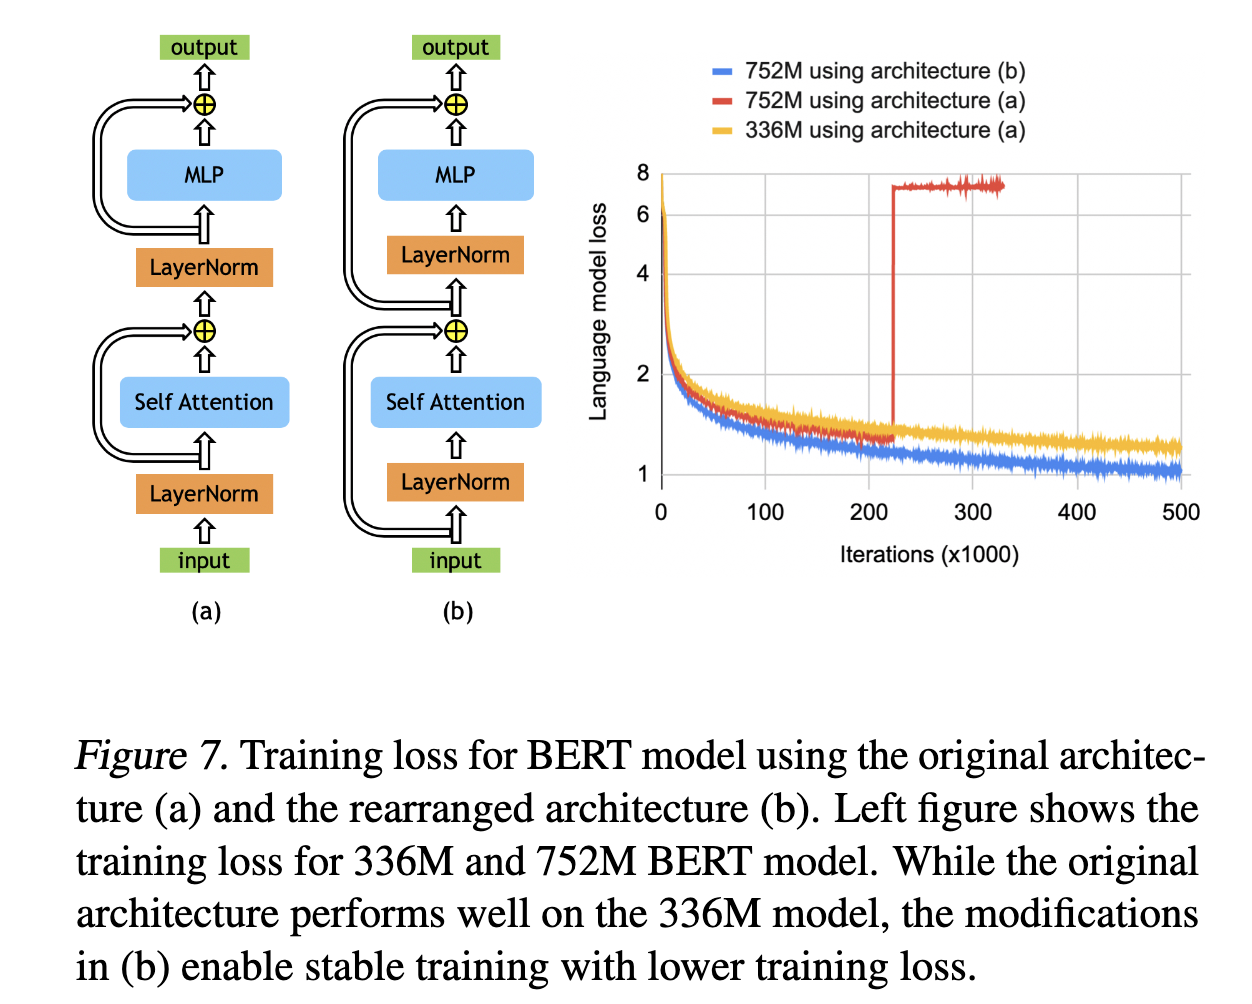 output
MLP
LayerNorm
Self Attention
LayerNorm
input
(a)
output
MLP
LayerNorm
Self Attention
LayerNorm
input
(b)
752M using architecture (b)
752M using architecture (a)
336M using architecture (a)
Language model loss
8
6
4
2
1
0 100 200 300 400 500
Iterations (x1000)
Figure 7. Training loss for BERT model using the original architec-
ture (a) and the rearranged architecture (b). Left figure shows the
training loss for 336M and 752M BERT model. While the original
architecture performs well on the 336M model, the modifications
in (b) enable stable training with lower training loss.